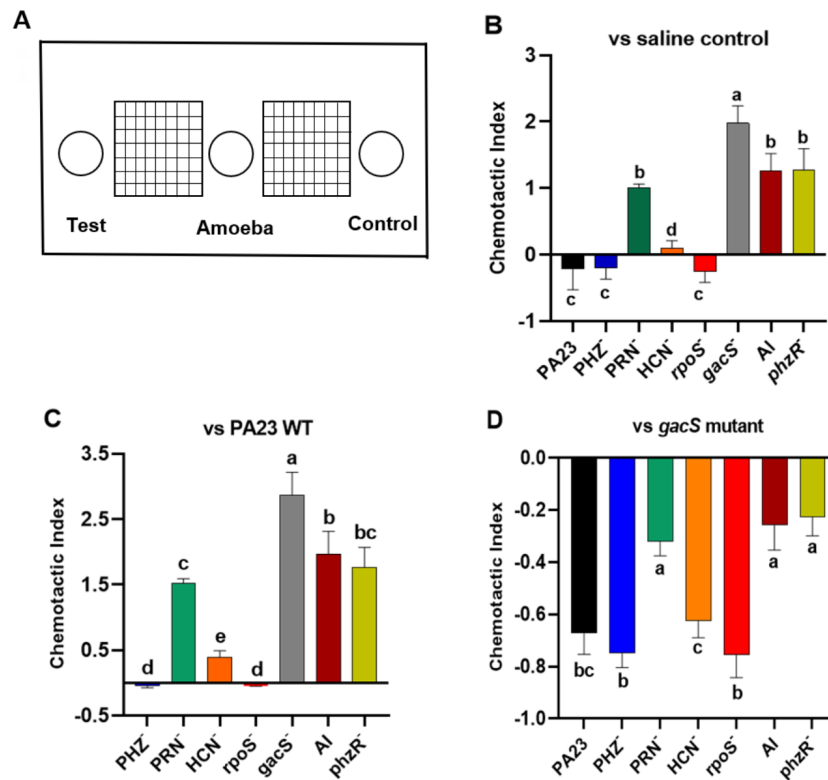 A
Test
Amoeba
Control
B
vs saline control
Chemotactic Index
3
2
1
0
-1
c
c
b
d
c
a
b
b
PA23
PHZ⁻
PRN⁻
HCN⁻
rpoS⁻
gacS⁻
AI
phzR⁻
C
vs PA23 WT
Chemotactic Index
3.5
2.5
1.5
0.5
-0.5
d
c
e
d
a
b
bc
PHZ⁻
PRN⁻
HCN⁻
rpoS⁻
gacS⁻
AI
phzR⁻
D
vs gacS mutant
Chemotactic Index
0.0
-0.2
-0.4
-0.6
-0.8
-1.0
bc
b
a
c
b
a
a
PA23
PHZ⁻
PRN⁻
HCN⁻
rpoS⁻
AI
phzR⁻